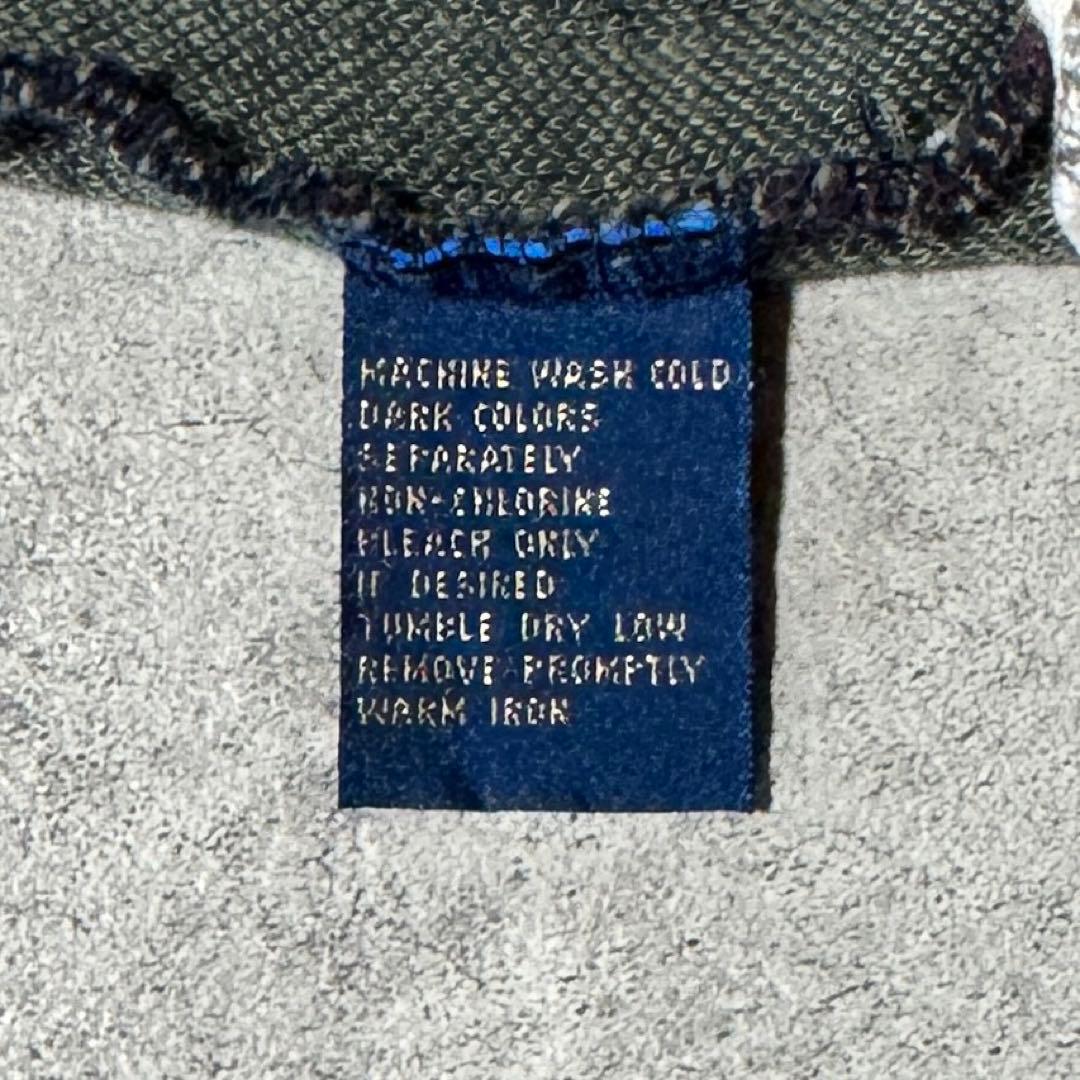 MACHINE WASH COLD
DARK COLORS
SEPARATELY
NON-CHLORINE
BLEACH ONLY
IF DESIRED
TUMBLE DRY LOW
REMOVE PROMPTLY
WARM IRON